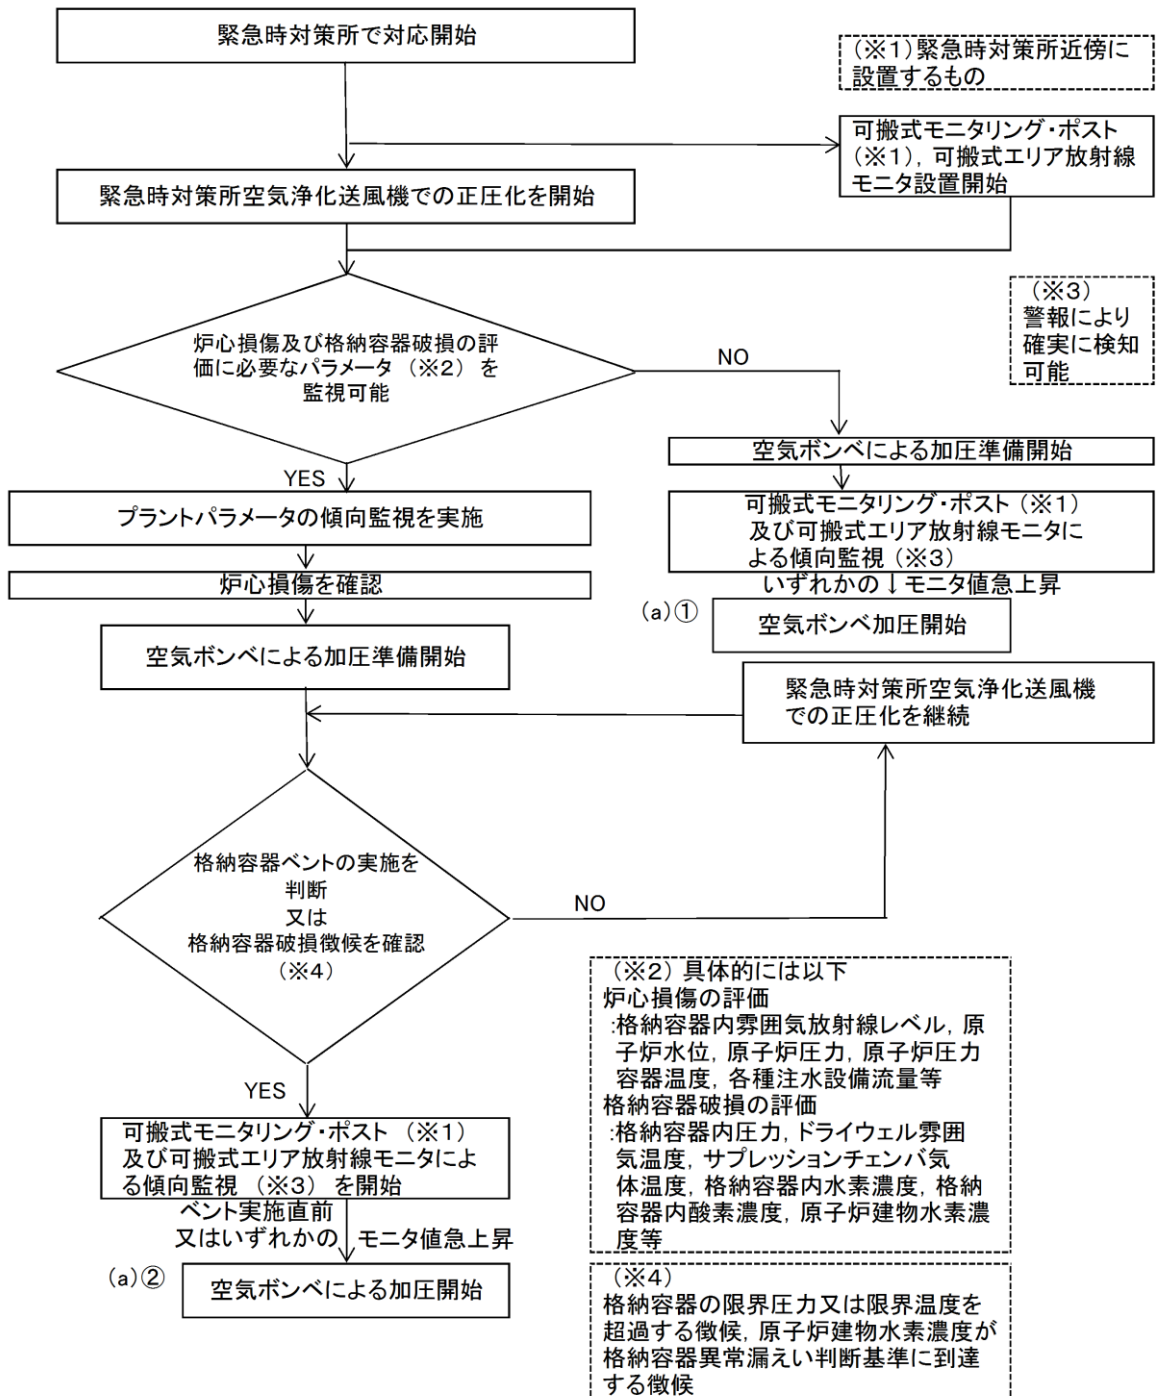 緊急時対策所で対応開始
(※1)緊急時対策所近傍に
設置するもの
可搬式モニタリング・ポスト
(※1),可搬式エリア放射線
モニタ設置開始
緊急時対策所空気浄化送風機での正圧化を開始
(※3)
警報により
確実に検知
可能
炉心損傷及び格納容器破損の評
価に必要なパラメータ (※2) を
監視可能
NO
YES
空気ボンベによる加圧準備開始
プラントパラメータの傾向監視を実施
可搬式モニタリング・ポスト(※1)
及び可搬式エリア放射線モニタに
よる傾向監視(※3)
炉心損傷を確認
いずれかの↓モニタ値急上昇
(a)①
空気ボンベ加圧開始
空気ボンベによる加圧準備開始
緊急時対策所空気浄化送風機
での正圧化を継続
格納容器ベントの実施を
判断
又は
格納容器破損徴候を確認
(※4)
NO
YES
(※2)具体的には以下
炉心損傷の評価
:格納容器内雰囲気放射線レベル,原
子炉水位,原子炉圧力,原子炉圧力
容器温度,各種注水設備流量等
格納容器破損の評価
:格納容器内圧力,ドライウェル雰囲
気温度,サプレッションチェンバ気
体温度,格納容器内水素濃度,格納
容器内酸素濃度,原子炉建物水素濃
度等
可搬式モニタリング・ポスト (※1)
及び可搬式エリア放射線モニタによ
る傾向監視 (※3) を開始
ベント実施直前
又はいずれかの モニタ値急上昇
(a)②
空気ボンベによる加圧開始
(※4)
格納容器の限界圧力又は限界温度を
超過する徴候,原子炉建物水素濃度が
格納容器異常漏えい判断基準に到達
する徴候